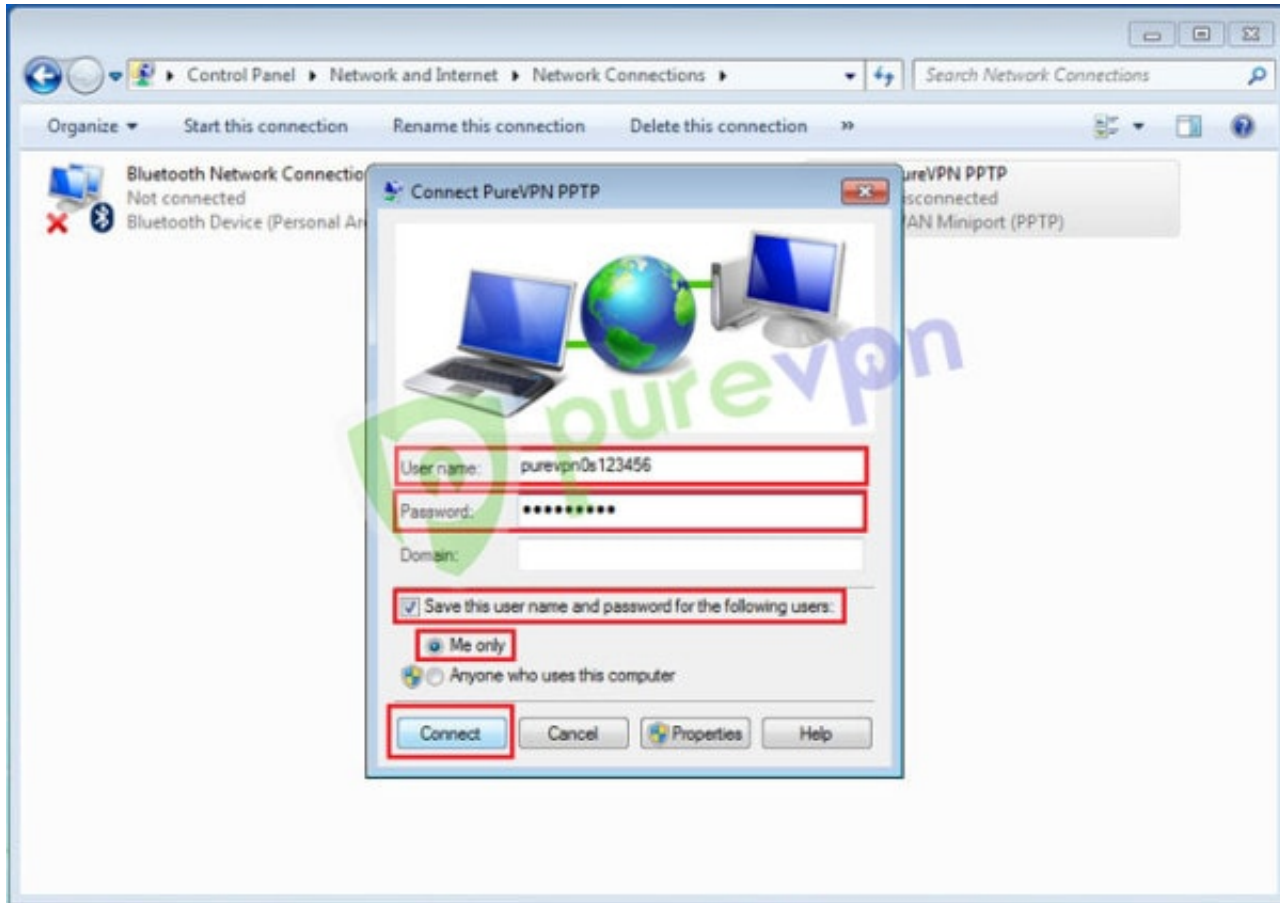 Control Panel Network and Internet Network Connections
Search Network Connections
Organize Start this connection Rename this connection Delete this connection »
Bluetooth Network Connectio
Not connected
Bluetooth Device (Personal Ar
Connect PureVPN PPTP
ureVPN PPTP
isconnected
AN Miniport (PPTP)
purevpn
User name: purevpn0s123456
Password: •••••••••
Domain:
Save this user name and password for the following users:
Me only
Anyone who uses this computer
Connect Cancel Properties Help